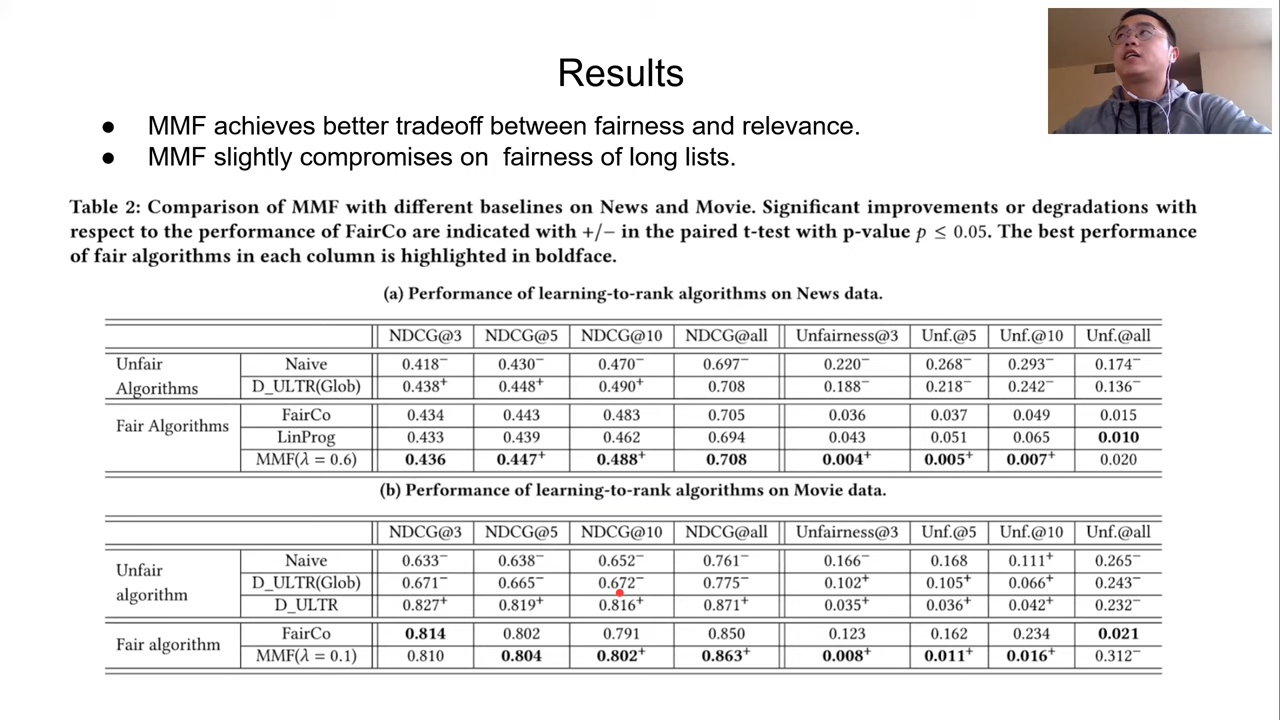 Results
● MMF achieves better tradeoff between fairness and relevance.
● MMF slightly compromises on fairness of long lists.
Table 2: Comparison of MMF with different baselines on News and Movie. Significant improvements or degradations with
respect to the performance of FairCo are indicated with +/− in the paired t-test with p-value p ≤ 0.05. The best performance
of fair algorithms in each column is highlighted in boldface.
(a) Performance of learning-to-rank algorithms on News data.
NDCG@3 NDCG@5 NDCG@10 NDCG@all Unfairness@3 Unf.@5 Unf.@10 Unf.@all
Unfair Algorithms
Naive 0.418⁻ 0.430⁻ 0.470⁻ 0.697⁻ 0.220⁻ 0.268⁻ 0.293⁻ 0.174⁻
D_ULTR(Glob) 0.438⁺ 0.448⁺ 0.490⁺ 0.708 0.188⁻ 0.218⁻ 0.242⁻ 0.136⁻
Fair Algorithms
FairCo 0.434 0.443 0.483 0.705 0.036 0.037 0.049 0.015
LinProg 0.433 0.439 0.462 0.694 0.043 0.051 0.065 0.010
MMF(λ = 0.6) 0.436 0.447⁺ 0.488⁺ 0.708 0.004⁺ 0.005⁺ 0.007⁺ 0.020
(b) Performance of learning-to-rank algorithms on Movie data.
NDCG@3 NDCG@5 NDCG@10 NDCG@all Unfairness@3 Unf.@5 Unf.@10 Unf.@all
Unfair algorithm
Naive 0.633⁻ 0.638⁻ 0.652⁻ 0.761⁻ 0.166⁻ 0.168 0.111⁺ 0.265⁻
D_ULTR(Glob) 0.671⁻ 0.665⁻ 0.672⁻ 0.775⁻ 0.102⁺ 0.105⁺ 0.066⁺ 0.243⁻
D_ULTR 0.827⁺ 0.819⁺ 0.816⁺ 0.871⁺ 0.035⁺ 0.036⁺ 0.042⁺ 0.232⁻
Fair algorithm
FairCo 0.814 0.802 0.791 0.850 0.123 0.162 0.234 0.021
MMF(λ = 0.1) 0.810 0.804 0.802⁺ 0.863⁺ 0.008⁺ 0.011⁺ 0.016⁺ 0.312⁻